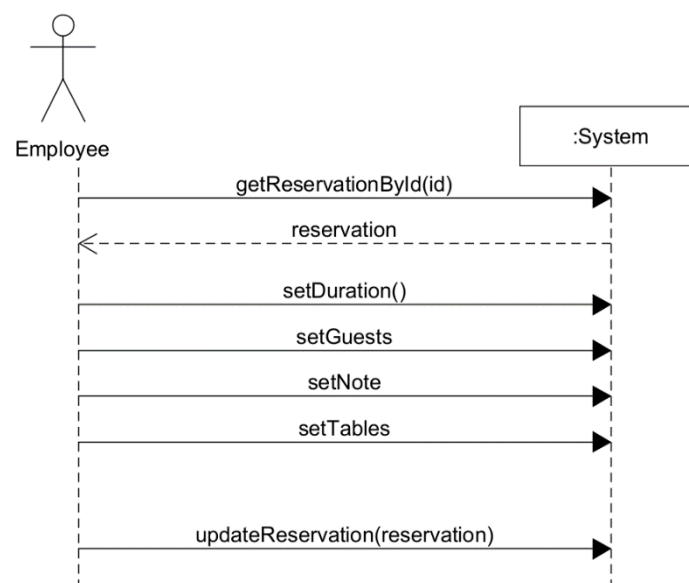 Employee
:System
getReservationById(id)
reservation
setDuration()
setGuests
setNote
setTables
updateReservation(reservation)